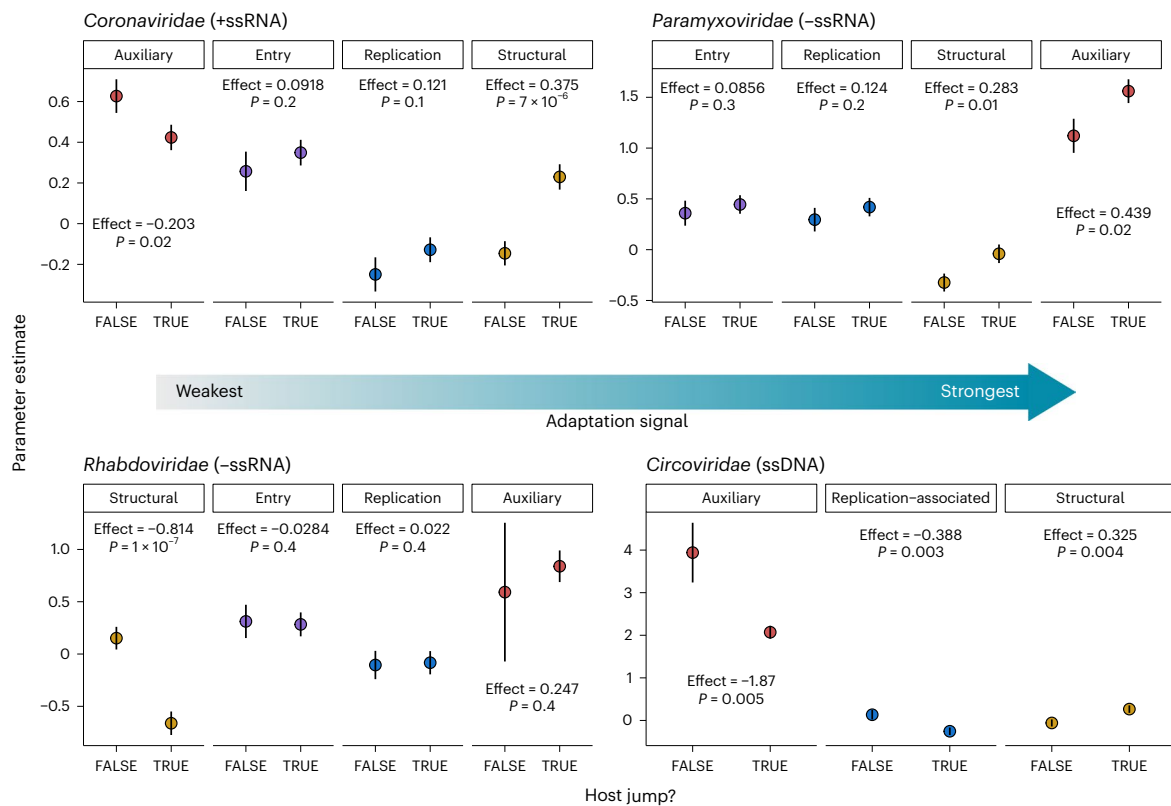 Coronaviridae (+ssRNA)
Auxiliary
Entry
Replication
Structural
Effect = 0.0918
P = 0.2
Effect = 0.121
P = 0.1
Effect = 0.375
P = 7 × 10⁻⁶
Effect = −0.203
P = 0.02
0.6
0.4
0.2
0
−0.2
FALSE TRUE FALSE TRUE FALSE TRUE FALSE TRUE
Paramyxoviridae (−ssRNA)
Entry
Replication
Structural
Auxiliary
Effect = 0.0856
P = 0.3
Effect = 0.124
P = 0.2
Effect = 0.283
P = 0.01
Effect = 0.439
P = 0.02
1.5
1.0
0.5
0
−0.5
FALSE TRUE FALSE TRUE FALSE TRUE FALSE TRUE
Parameter estimate
Weakest
Strongest
Adaptation signal
Rhabdoviridae (−ssRNA)
Structural
Entry
Replication
Auxiliary
Effect = −0.814
P = 1 × 10⁻⁷
Effect = −0.0284
P = 0.4
Effect = 0.022
P = 0.4
Effect = 0.247
P = 0.4
1.0
0.5
0
−0.5
FALSE TRUE FALSE TRUE FALSE TRUE FALSE TRUE
Circoviridae (ssDNA)
Auxiliary
Replication−associated
Structural
Effect = −0.388
P = 0.003
Effect = 0.325
P = 0.004
Effect = −1.87
P = 0.005
4
3
2
1
0
FALSE TRUE FALSE TRUE FALSE TRUE
Host jump?